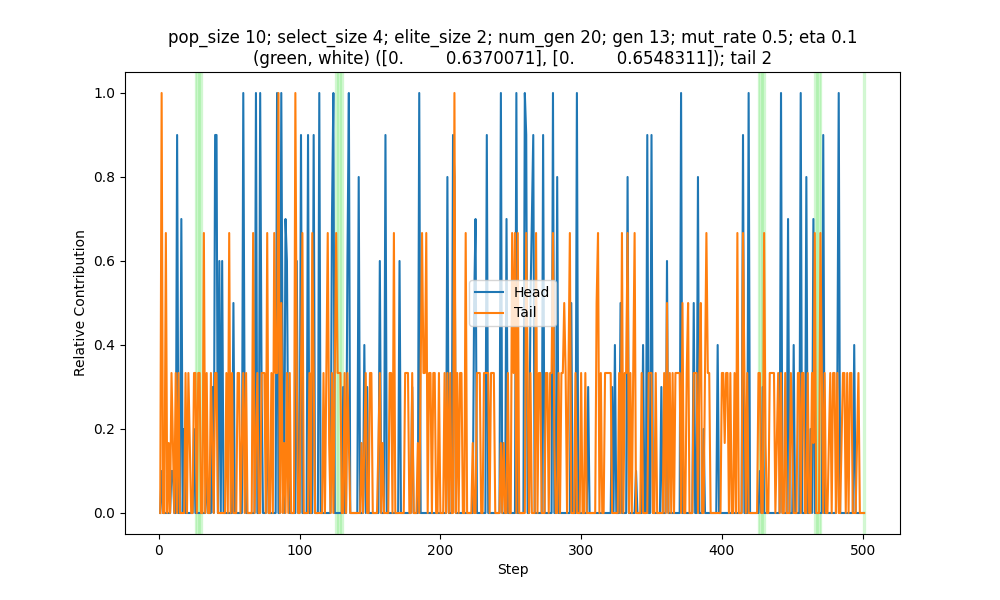 pop_size 10; select_size 4; elite_size 2; num_gen 20; gen 13; mut_rate 0.5; eta 0.1
(green, white) ([0.         0.6370071], [0.         0.6548311]); tail 2
1.0
0.8
0.6
0.4
0.2
0.0
Relative Contribution
Head
Tail
0 100 200 300 400 500
Step